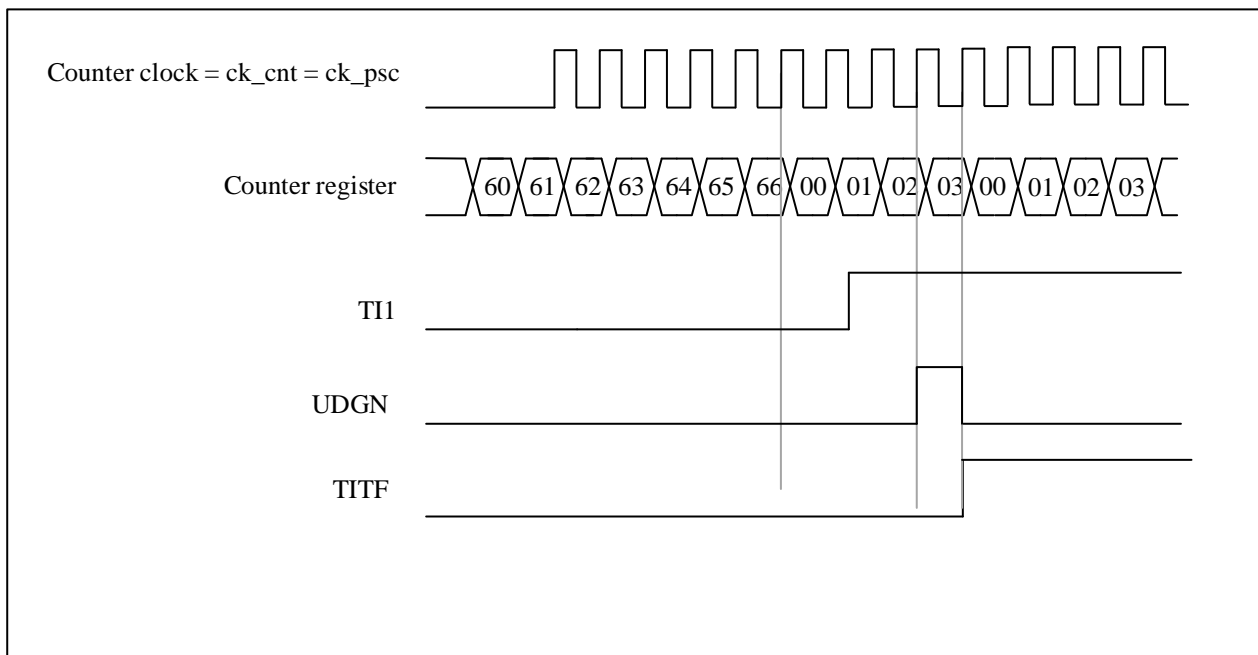 Counter clock = ck_cnt = ck_psc
Counter register
60 61 62 63 64 65 66 00 01 02 03 00 01 02 03
TI1
UDGN
TITF